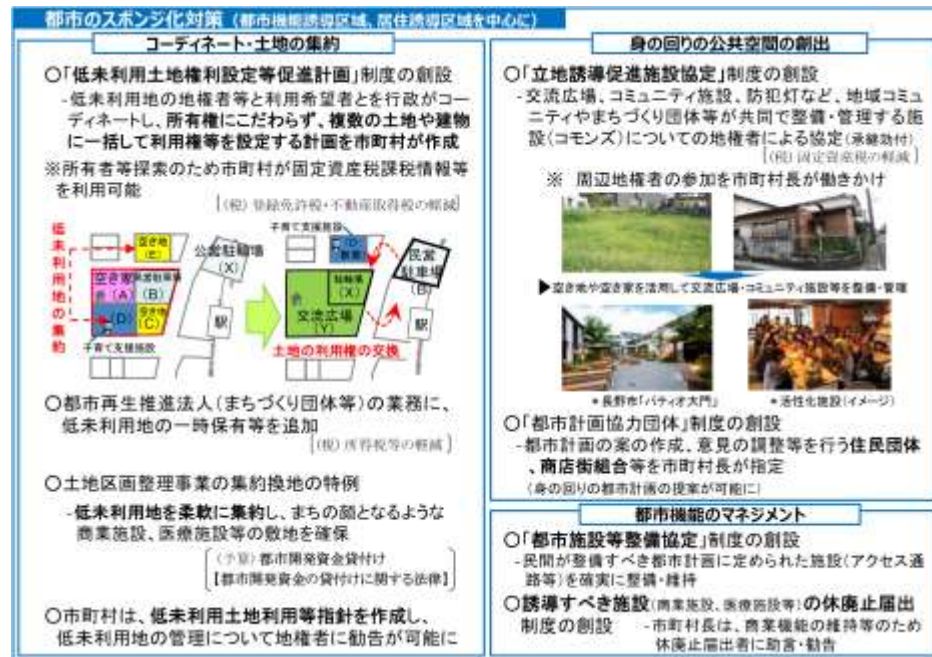 都市のスポンジ化対策（都市機能誘導区域、居住誘導区域を中心に）
コーディネート・土地の集約
○「低未利用土地権利設定等促進計画」制度の創設
-低未利用地の地権者等と利用希望者とを行政がコー
ディネートし、所有権にこだわらず、複数の土地や建物
に一括して利用権等を設定する計画を市町村が作成
※所有者等探索のため市町村が固定資産税課税情報等
を利用可能
[(税) 登録免許税・不動産取得税の軽減]
低未利用地の集約
空き地
(E)
公営駐輪場
(X)
空き家
(A)
民営駐車場
(B)
(D)
空き地
(C)
駅
子育て支援施設
子育て支援施設
(D)
民営
駐車場
(B)
駐輪場
(X)
交流広場
(Y)
駅
土地の利用権の交換
○都市再生推進法人（まちづくり団体等）の業務に、
低未利用地の一時保有等を追加
[(税) 所得税等の軽減]
○土地区画整理事業の集約換地の特例
-低未利用地を柔軟に集約し、まちの顔となるような
商業施設、医療施設等の敷地を確保
(予算) 都市開発資金貸付け
【都市開発資金の貸付けに関する法律】
○市町村は、低未利用土地利用等指針を作成し、
低未利用地の管理について地権者に勧告が可能に
身の回りの公共空間の創出
○「立地誘導促進施設協定」制度の創設
-交流広場、コミュニティ施設、防犯灯など、地域コミュ
ニティやまちづくり団体等が共同で整備・管理する施
設(コモンズ)についての地権者による協定(承継効付)
[(税) 固定資産税の軽減]
※ 周辺地権者の参加を市町村長が働きかけ
▶空き地や空き家を活用して交流広場・コミュニティ施設等を整備・管理
＊長野市「パティオ大門」
＊活性化施設(イメージ)
○「都市計画協力団体」制度の創設
-都市計画の案の作成、意見の調整等を行う住民団体
、商店街組合等を市町村長が指定
(身の回りの都市計画の提案が可能に)
都市機能のマネジメント
○「都市施設等整備協定」制度の創設
-民間が整備すべき都市計画に定められた施設(アクセス通
路等)を確実に整備・維持
○誘導すべき施設(商業施設、医療施設等)の休廃止届出
制度の創設 -市町村長は、商業機能の維持等のため
休廃止届出者に助言・勧告